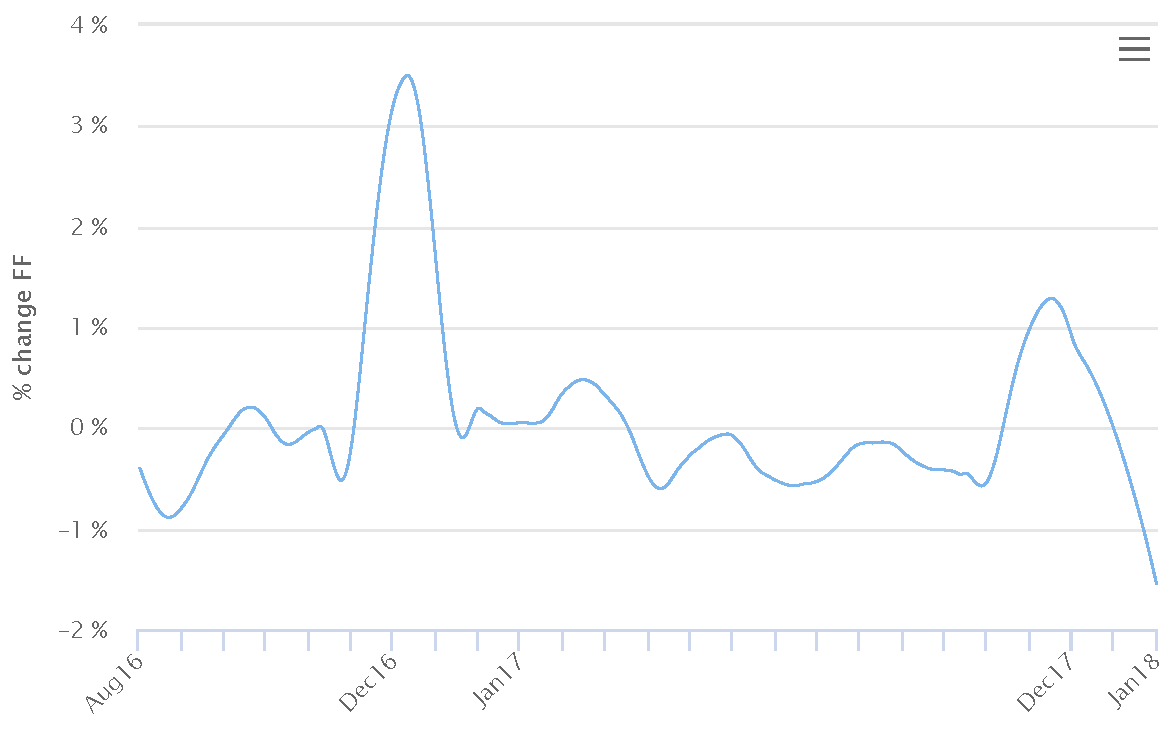 4 %
3 %
2 %
1 %
0 %
−1 %
−2 %
% change FF
Aug16
Dec16
Jan17
Dec17
Jan18